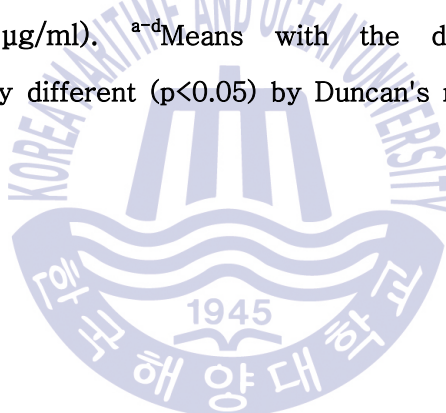 µg/ml). a-dMeans with the d
y different (p<0.05) by Duncan's
KOREA MARITIME AND OCEAN UNIVERSITY
1945
한국해양대학교